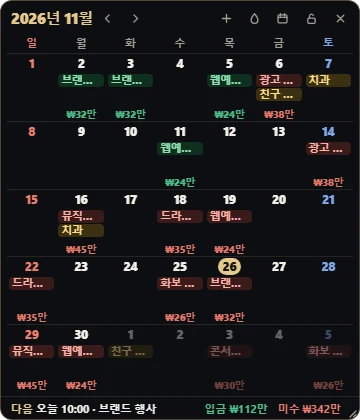 2026년 11월
일 월 화 수 목 금 토
1 2 3 4 5 6 7
브랜... 브랜... 웹예... 광고 ... 치과
친구 ...
₩32만 ₩32만 ₩24만 ₩38만
8 9 10 11 12 13 14
웹예... 광고 ...
₩24만 ₩38만
15 16 17 18 19 20 21
뮤직... 드라... 웹예...
치과
₩45만 ₩35만 ₩24만
22 23 24 25 26 27 28
드라... 화보 ... 브랜...
₩35만 ₩26만 ₩32만
29 30 1 2 3 4 5
뮤직... 웹예... 친구 ... 콘서... 화보 ...
₩45만 ₩24만 ₩30만 ₩26만
다음 오늘 10:00 · 브랜드 행사 입금 ₩112만 미수 ₩342만